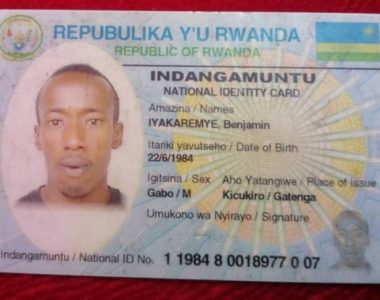 REPUBULIKA Y'U RWANDA
REPUBLIC OF RWANDA
INDANGAMUNTU
NATIONAL IDENTITY CARD
Amazina / Names
IYAKAREMYE, Benjamin
Itariki yavutseho / Date of Birth
22/6/1984
Igitsina / Sex Aho Yatangiwe / Place of Issue
Gabo / M Kicukiro / Gatenga
Umukono wa Nyirayo / Signature
Indangamuntu / National ID No. 1 1984 8 0018977 0 07